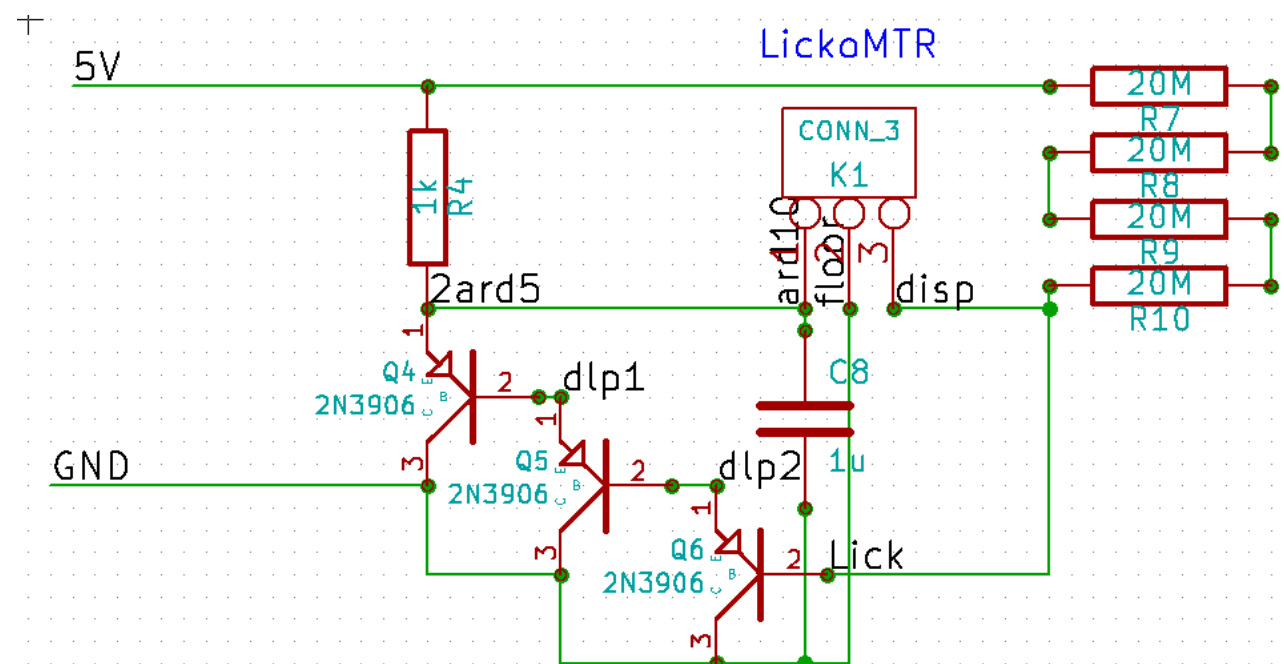 LickoMTR
5V
20M
R7
CONN_3
K1
20M
R8
1k
R4
20M
R9
ard10
1
floor
2
3
20M
R10
2ard5
disp
1
Q4
E
2N3906
C
B
2
dlp1
C8
1
3
GND
Q5
E
2N3906
C
B
2
dlp2
1u
1
3
Q6
E
2N3906
C
B
2
Lick
3